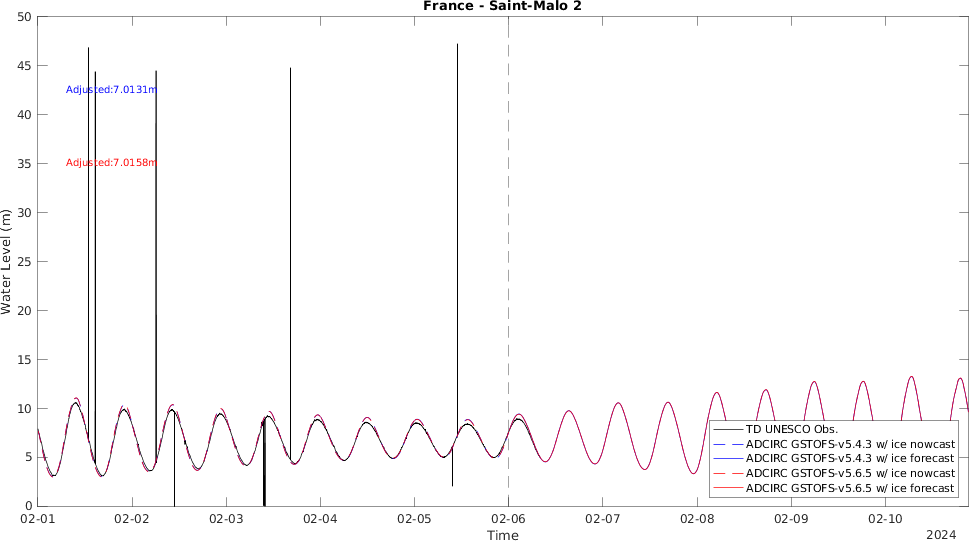 France - Saint-Malo 2
50
45
40
35
30
25
20
15
10
5
0
Water Level (m)
Adjusted:7.0131m
Adjusted:7.0158m
TD UNESCO Obs.
ADCIRC GSTOFS-v5.4.3 w/ ice nowcast
ADCIRC GSTOFS-v5.4.3 w/ ice forecast
ADCIRC GSTOFS-v5.6.5 w/ ice nowcast
ADCIRC GSTOFS-v5.6.5 w/ ice forecast
02-01 02-02 02-03 02-04 02-05 02-06 02-07 02-08 02-09 02-10
Time
2024